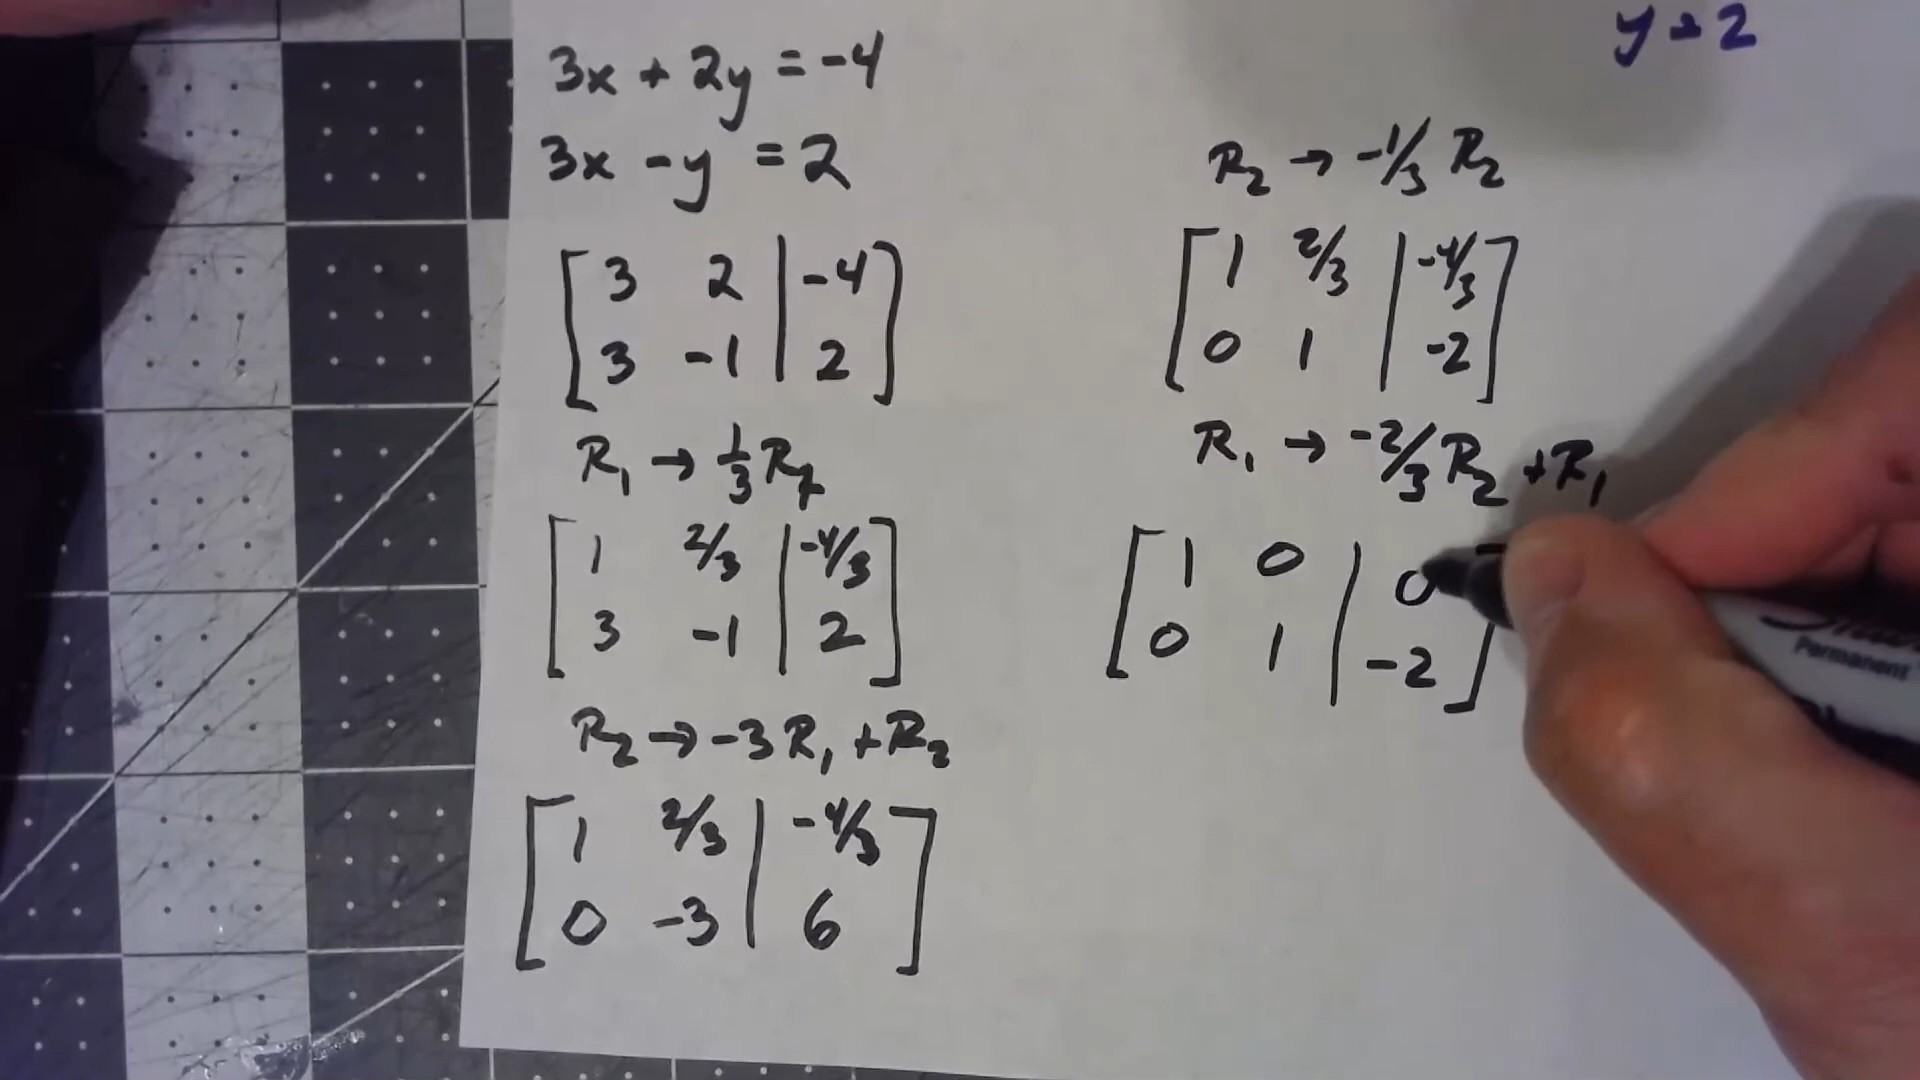 3x + 2y = -4
3x - y = 2
[ 3 2 | -4 ]
[ 3 -1 | 2 ]
R₁ → 1/3 R₁
[ 1 2/3 | -4/3 ]
[ 3 -1 | 2 ]
R₂ → -3R₁ + R₂
[ 1 2/3 | -4/3 ]
[ 0 -3 | 6 ]
y = 2
R₂ → -1/3 R₂
[ 1 2/3 | -4/3 ]
[ 0 1 | -2 ]
R₁ → -2/3 R₂ + R₁
[ 1 0 | 0 ]
[ 0 1 | -2 ]
Permanent